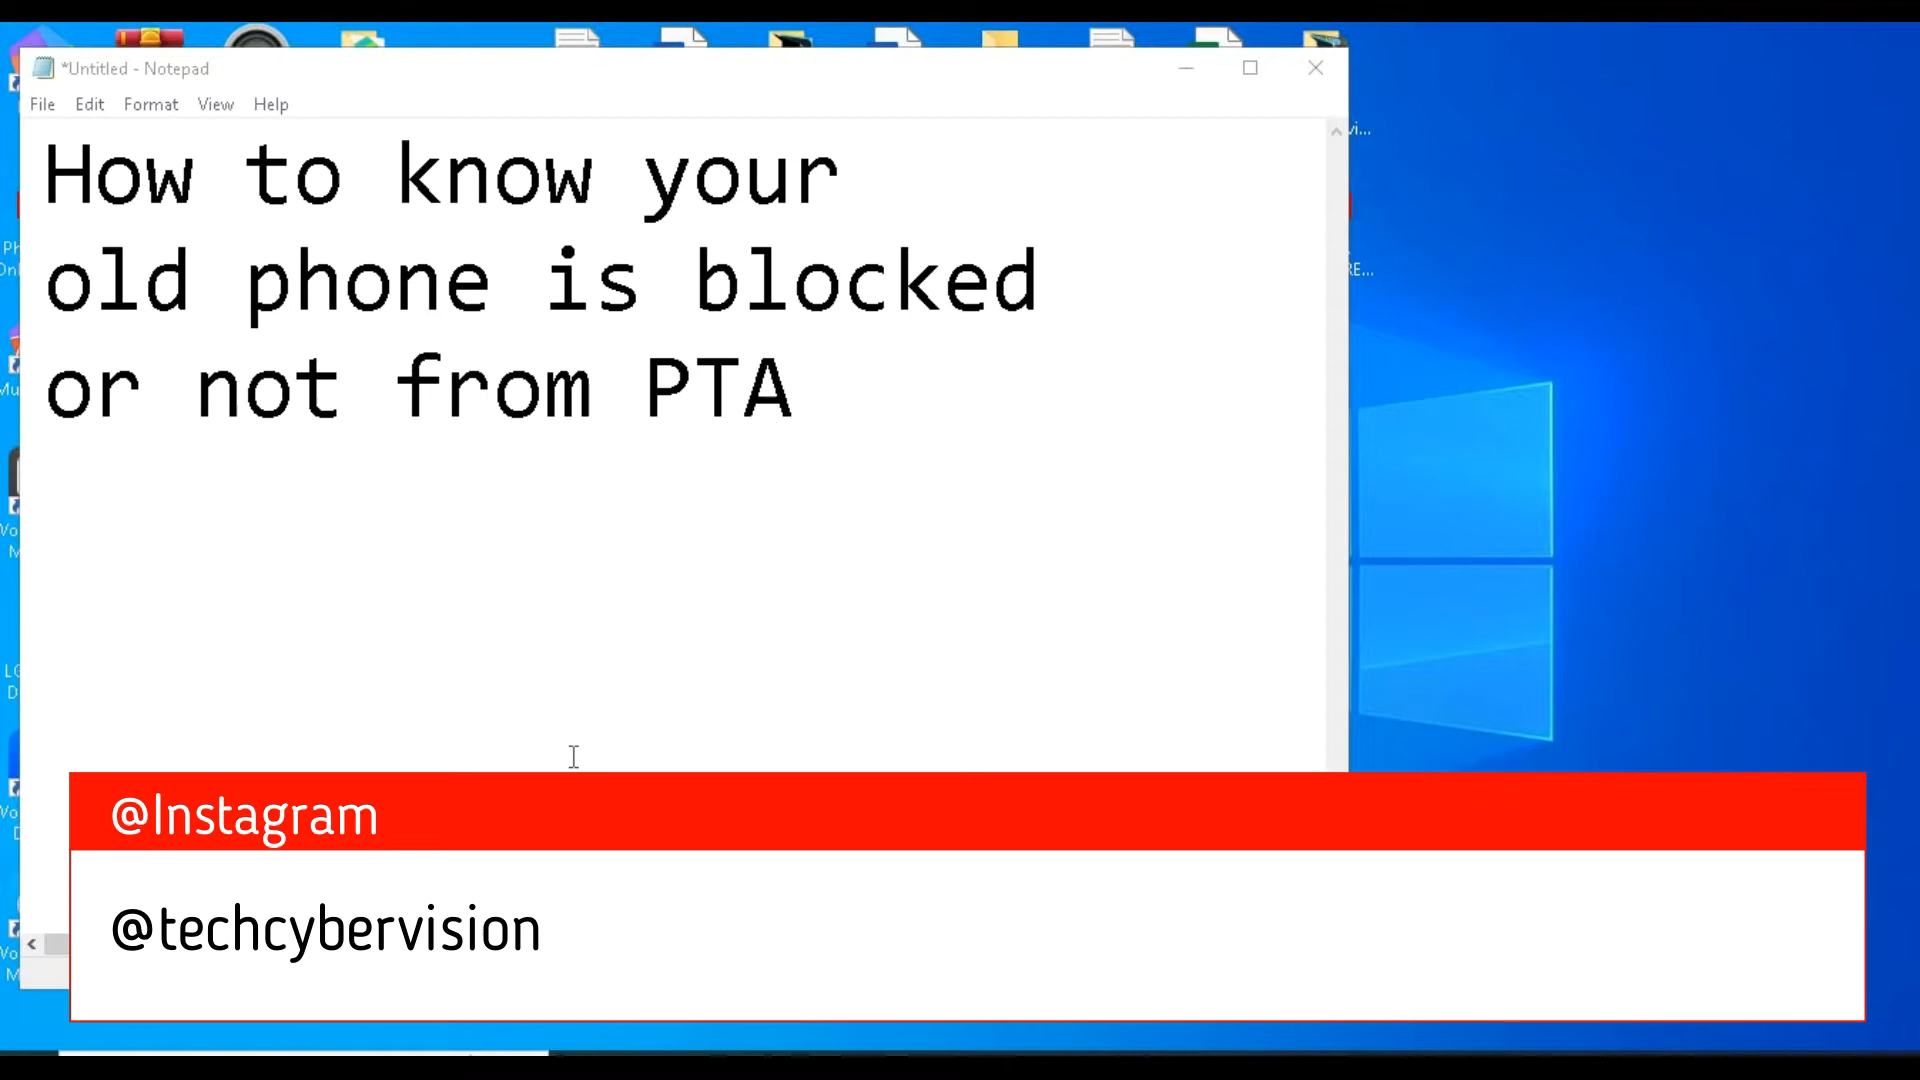 *Untitled - Notepad
File Edit Format View Help
How to know your
old phone is blocked
or not from PTA
@Instagram
@techcybervision